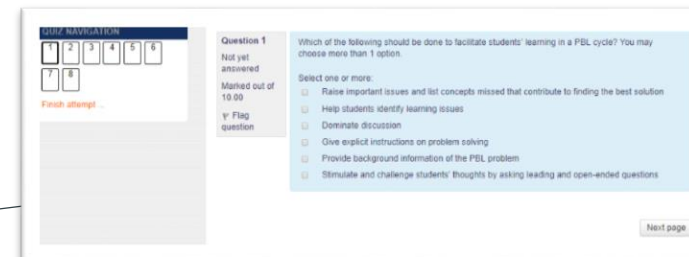 QUIZ NAVIGATION
1 2 3 4 5 6
7 8
Finish attempt ...
Question 1
Not yet
answered
Marked out of
10.00
Flag
question
Which of the following should be done to facilitate students' learning in a PBL cycle? You may
choose more than 1 option.
Select one or more:
Raise important issues and list concepts missed that contribute to finding the best solution
Help students identify learning issues
Dominate discussion
Give explicit instructions on problem solving
Provide background information of the PBL problem
Stimulate and challenge students' thoughts by asking leading and open-ended questions
Next page